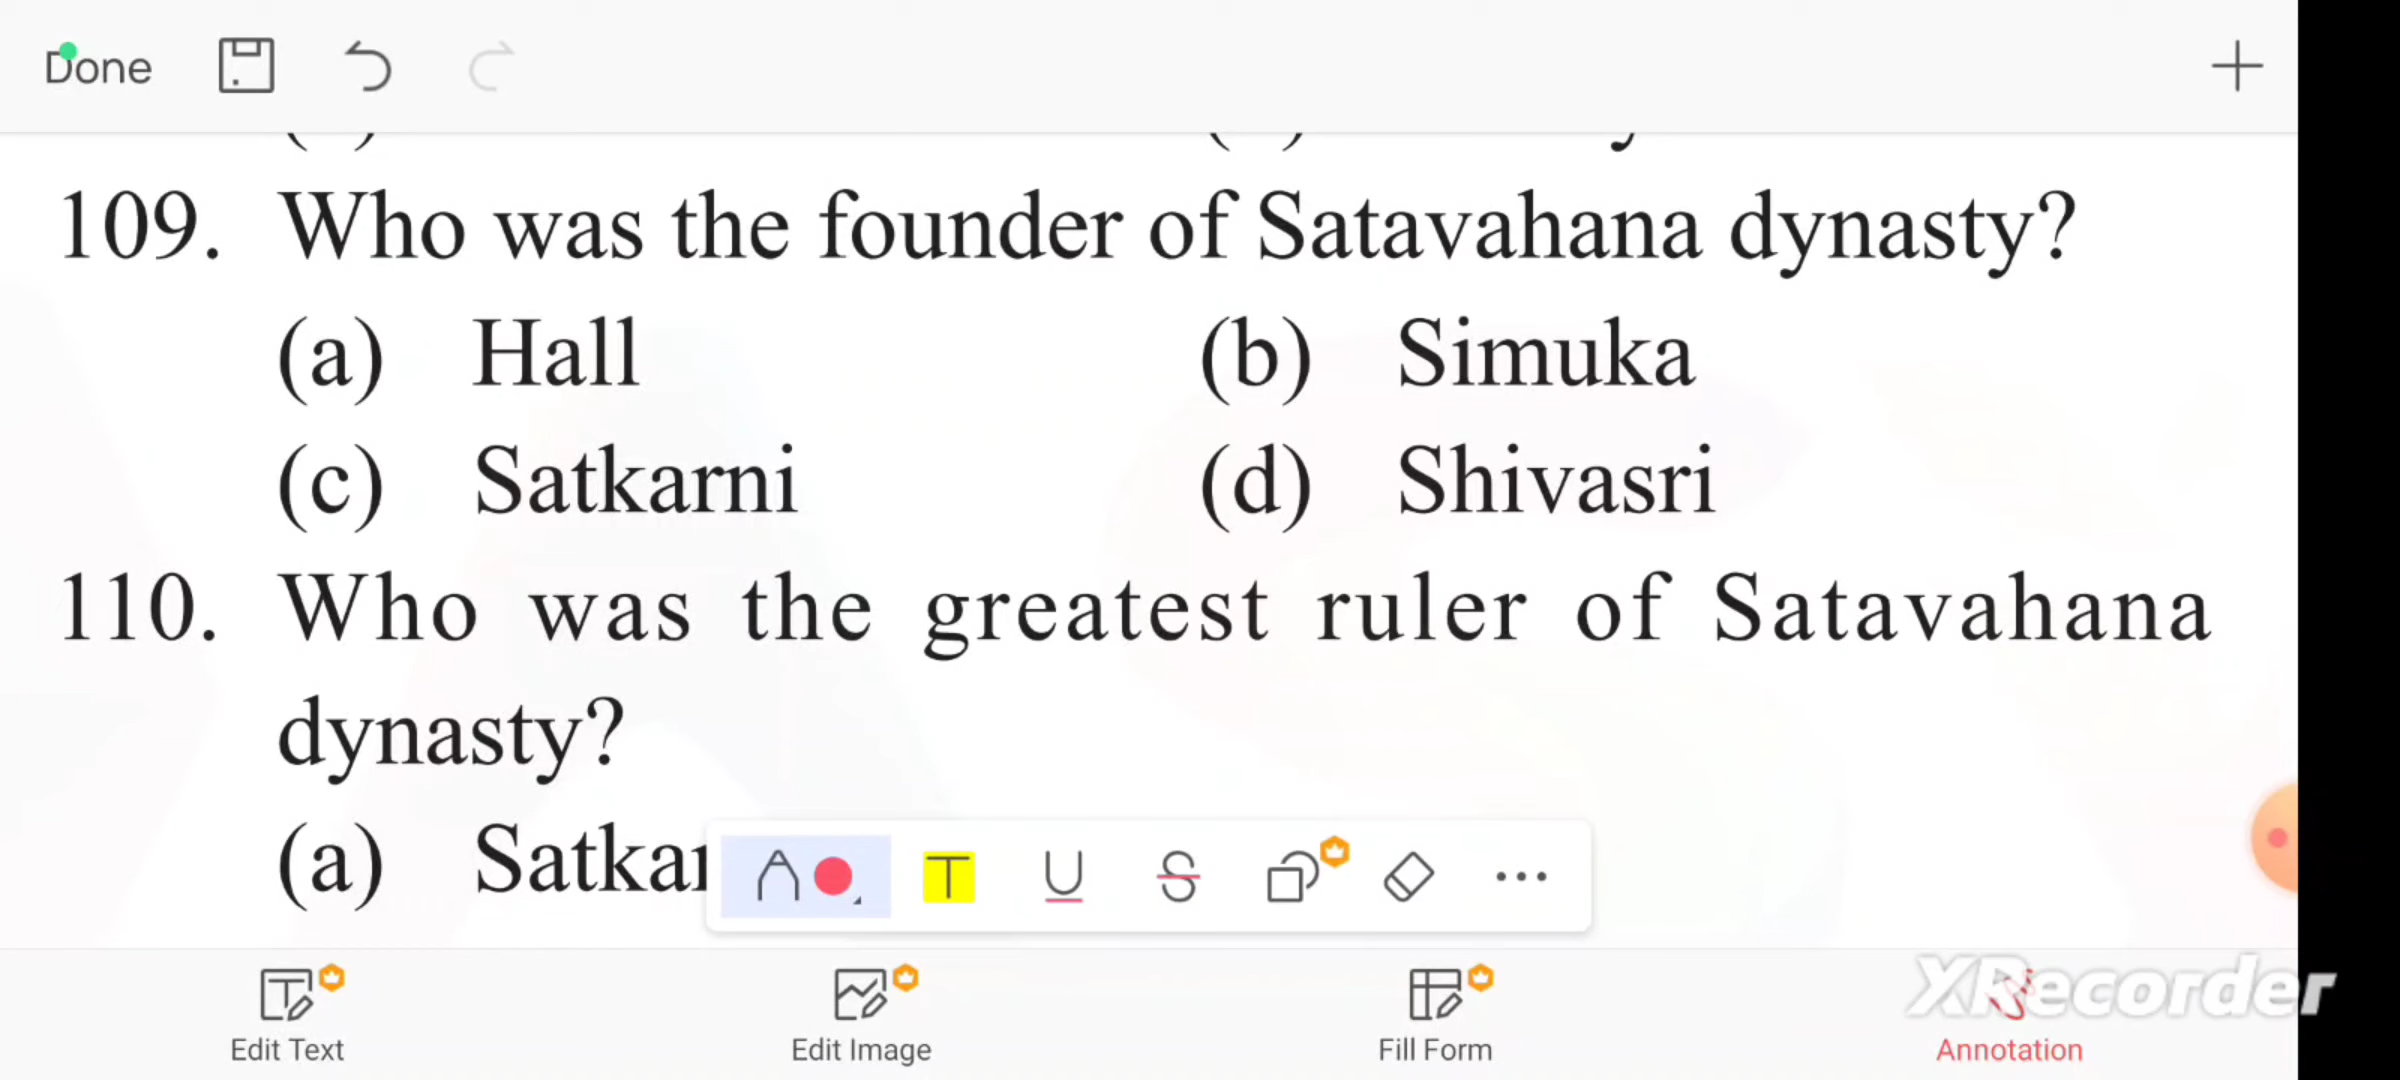 Done
109. Who was the founder of Satavahana dynasty?
(a) Hall (b) Simuka
(c) Satkarni (d) Shivasri
110. Who was the greatest ruler of Satavahana
dynasty?
(a)
Edit Text Edit Image Fill Form Annotation
XRecorder